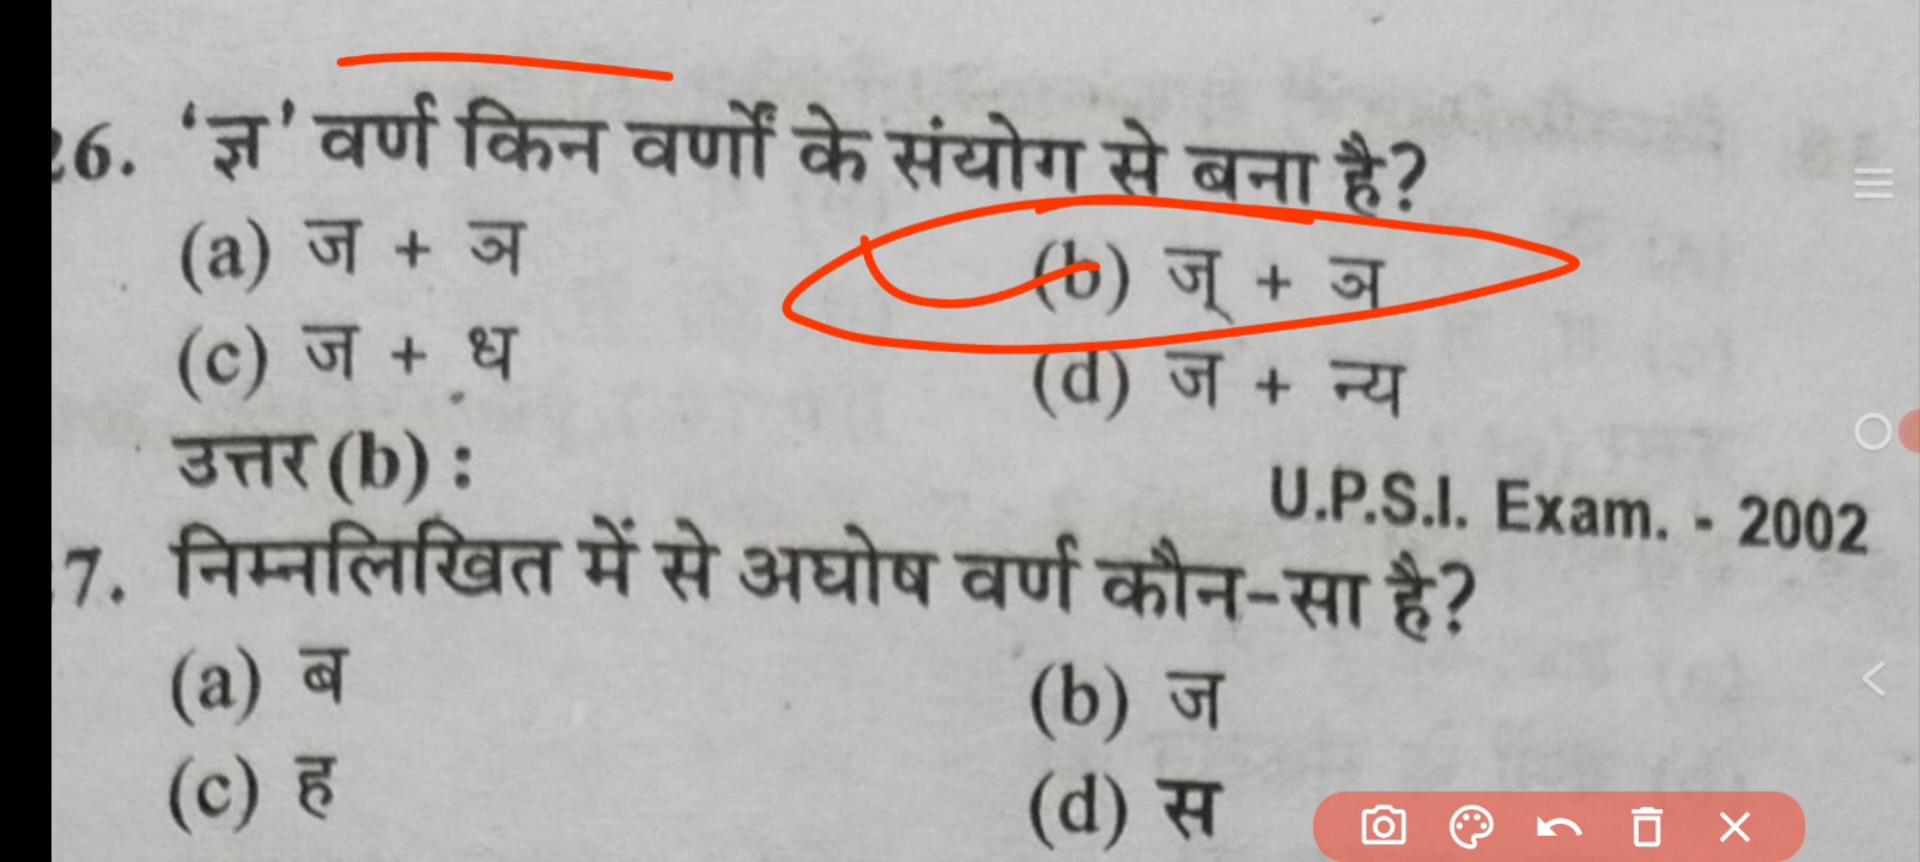 26. 'ज्ञ' वर्ण किन वर्णों के संयोग से बना है?
(a) ज + ञ (b) ज् + ञ
(c) ज + ध (d) ज + न्य
उत्तर (b) :
U.P.S.I. Exam. - 2002
7. निम्नलिखित में से अघोष वर्ण कौन-सा है?
(a) ब (b) ज
(c) ह (d) स